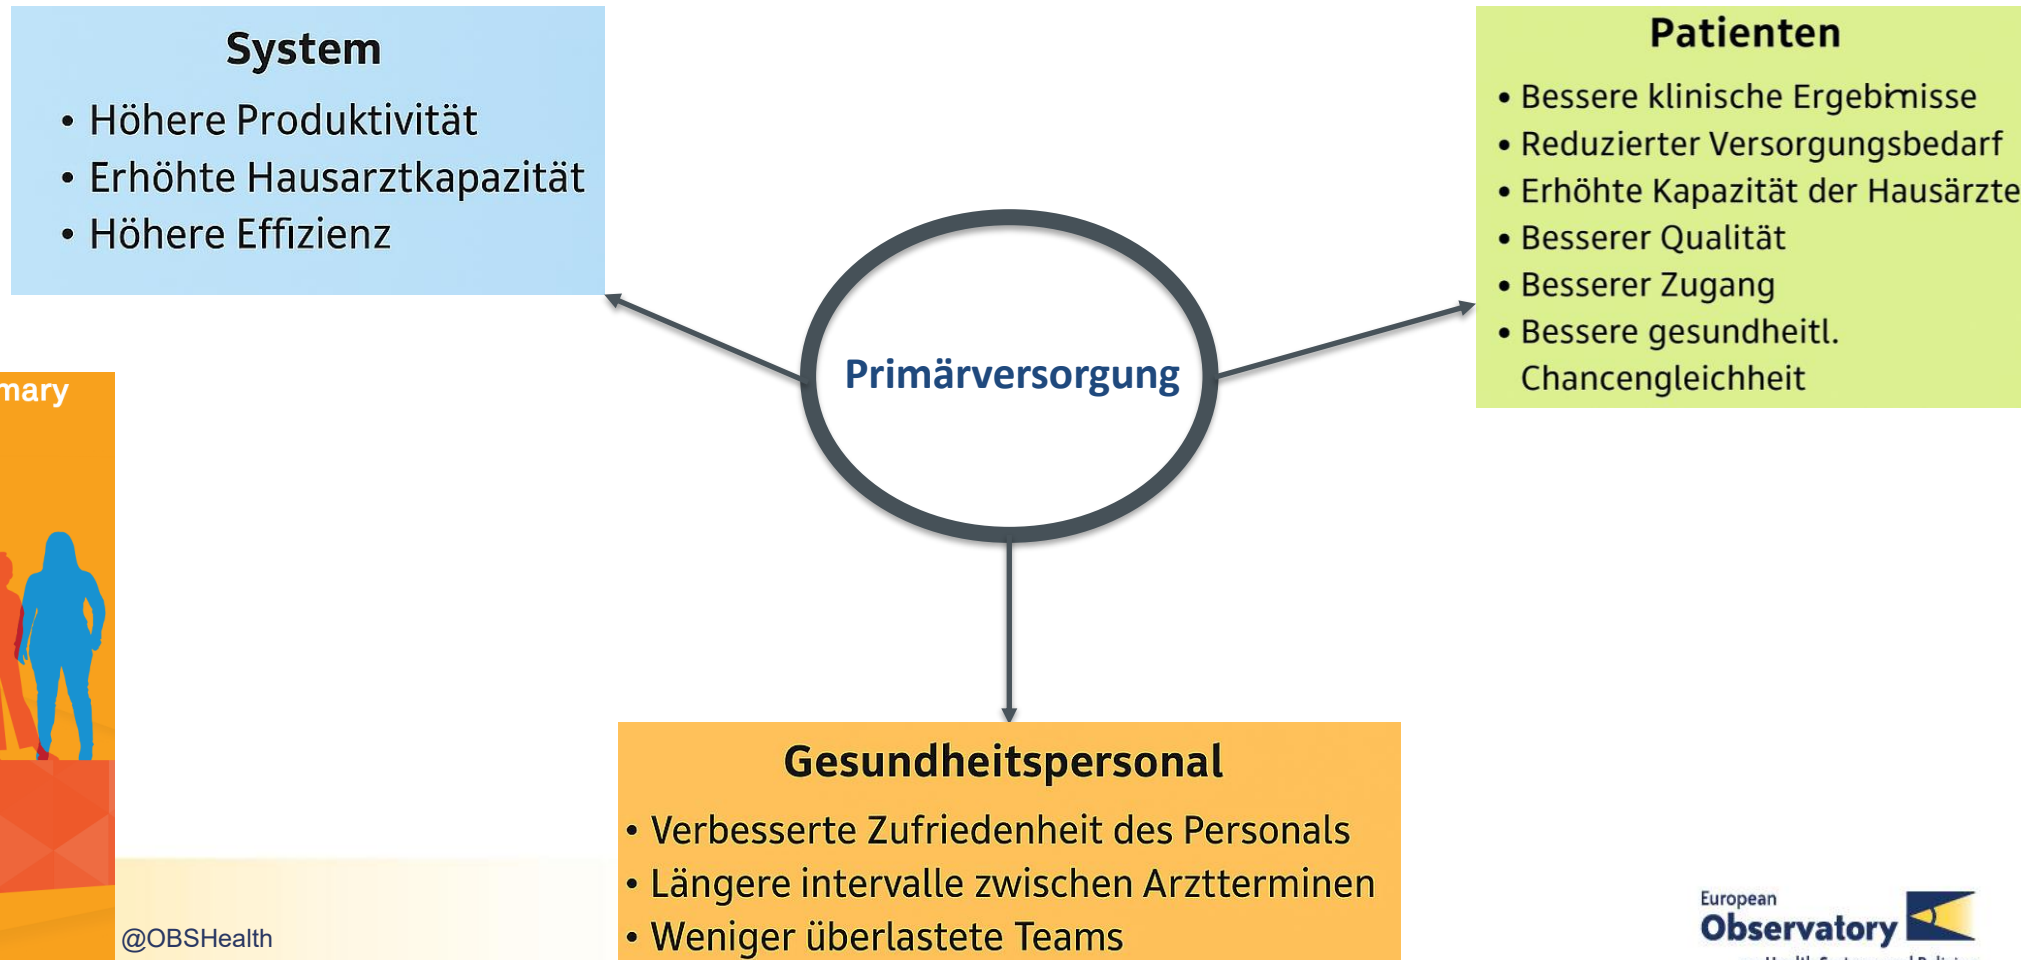 System
• Höhere Produktivität
• Erhöhte Hausarztkapazität
• Höhere Effizienz
Patienten
• Bessere klinische Ergebimisse
• Reduzierter Versorgungsbedarf
• Erhöhte Kapazität der Hausärzte
• Besserer Qualität
• Besserer Zugang
• Bessere gesundheitl.
Chancengleichheit
Primärversorgung
mary
Gesundheitspersonal
• Verbesserte Zufriedenheit des Personals
• Längere intervalle zwischen Arztterminen
• Weniger überlastete Teams
@OBSHealth
European
Observatory